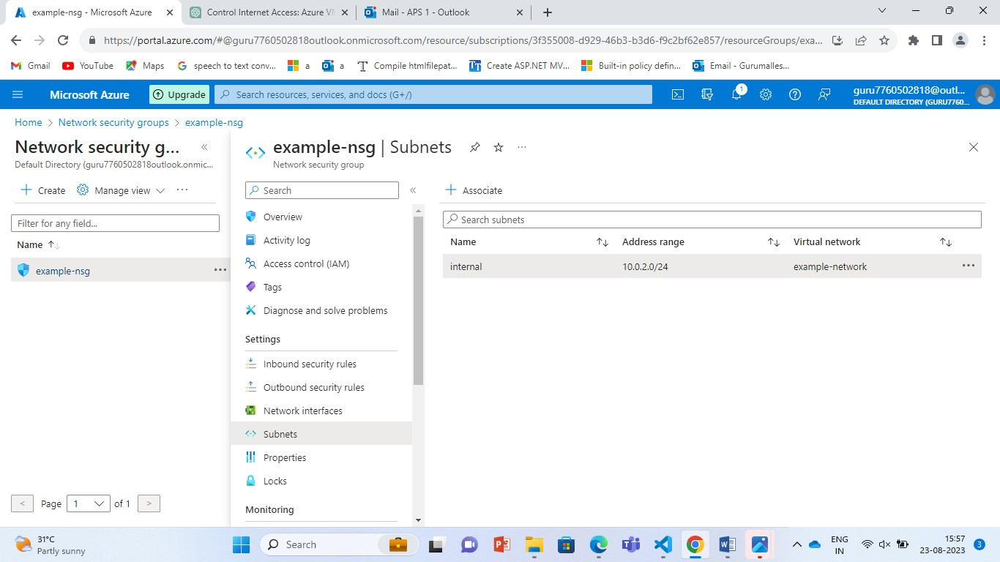 example-nsg - Microsoft Azure
Control Internet Access: Azure VM
Mail - APS 1 - Outlook
https://portal.azure.com/#@guru7760502818outlook.onmicrosoft.com/resource/subscriptions/3f355008-d929-46b3-b3d6-f9c2bf62e857/resourceGroups/exa...
Gmail
YouTube
Maps
speech to text conv...
a
a
Compile htmlfilepat...
Create ASP.NET MV...
Built-in policy defin...
Email - Gurumalles...
Microsoft Azure
Upgrade
Search resources, services, and docs (G+/)
1
guru7760502818@outl...
DEFAULT DIRECTORY (GURU7760...
Home > Network security groups > example-nsg
Network security g...
Default Directory (guru7760502818outlook.onmic...
Create
Manage view
Filter for any field...
Name
example-nsg
< Page 1 of 1 >
example-nsg | Subnets
Network security group
Search
Overview
Activity log
Access control (IAM)
Tags
Diagnose and solve problems
Settings
Inbound security rules
Outbound security rules
Network interfaces
Subnets
Properties
Locks
Monitoring
Associate
Search subnets
Name Address range Virtual network
internal 10.0.2.0/24 example-network
31°C
Partly sunny
Search
ENG
IN
15:57
23-08-2023
3